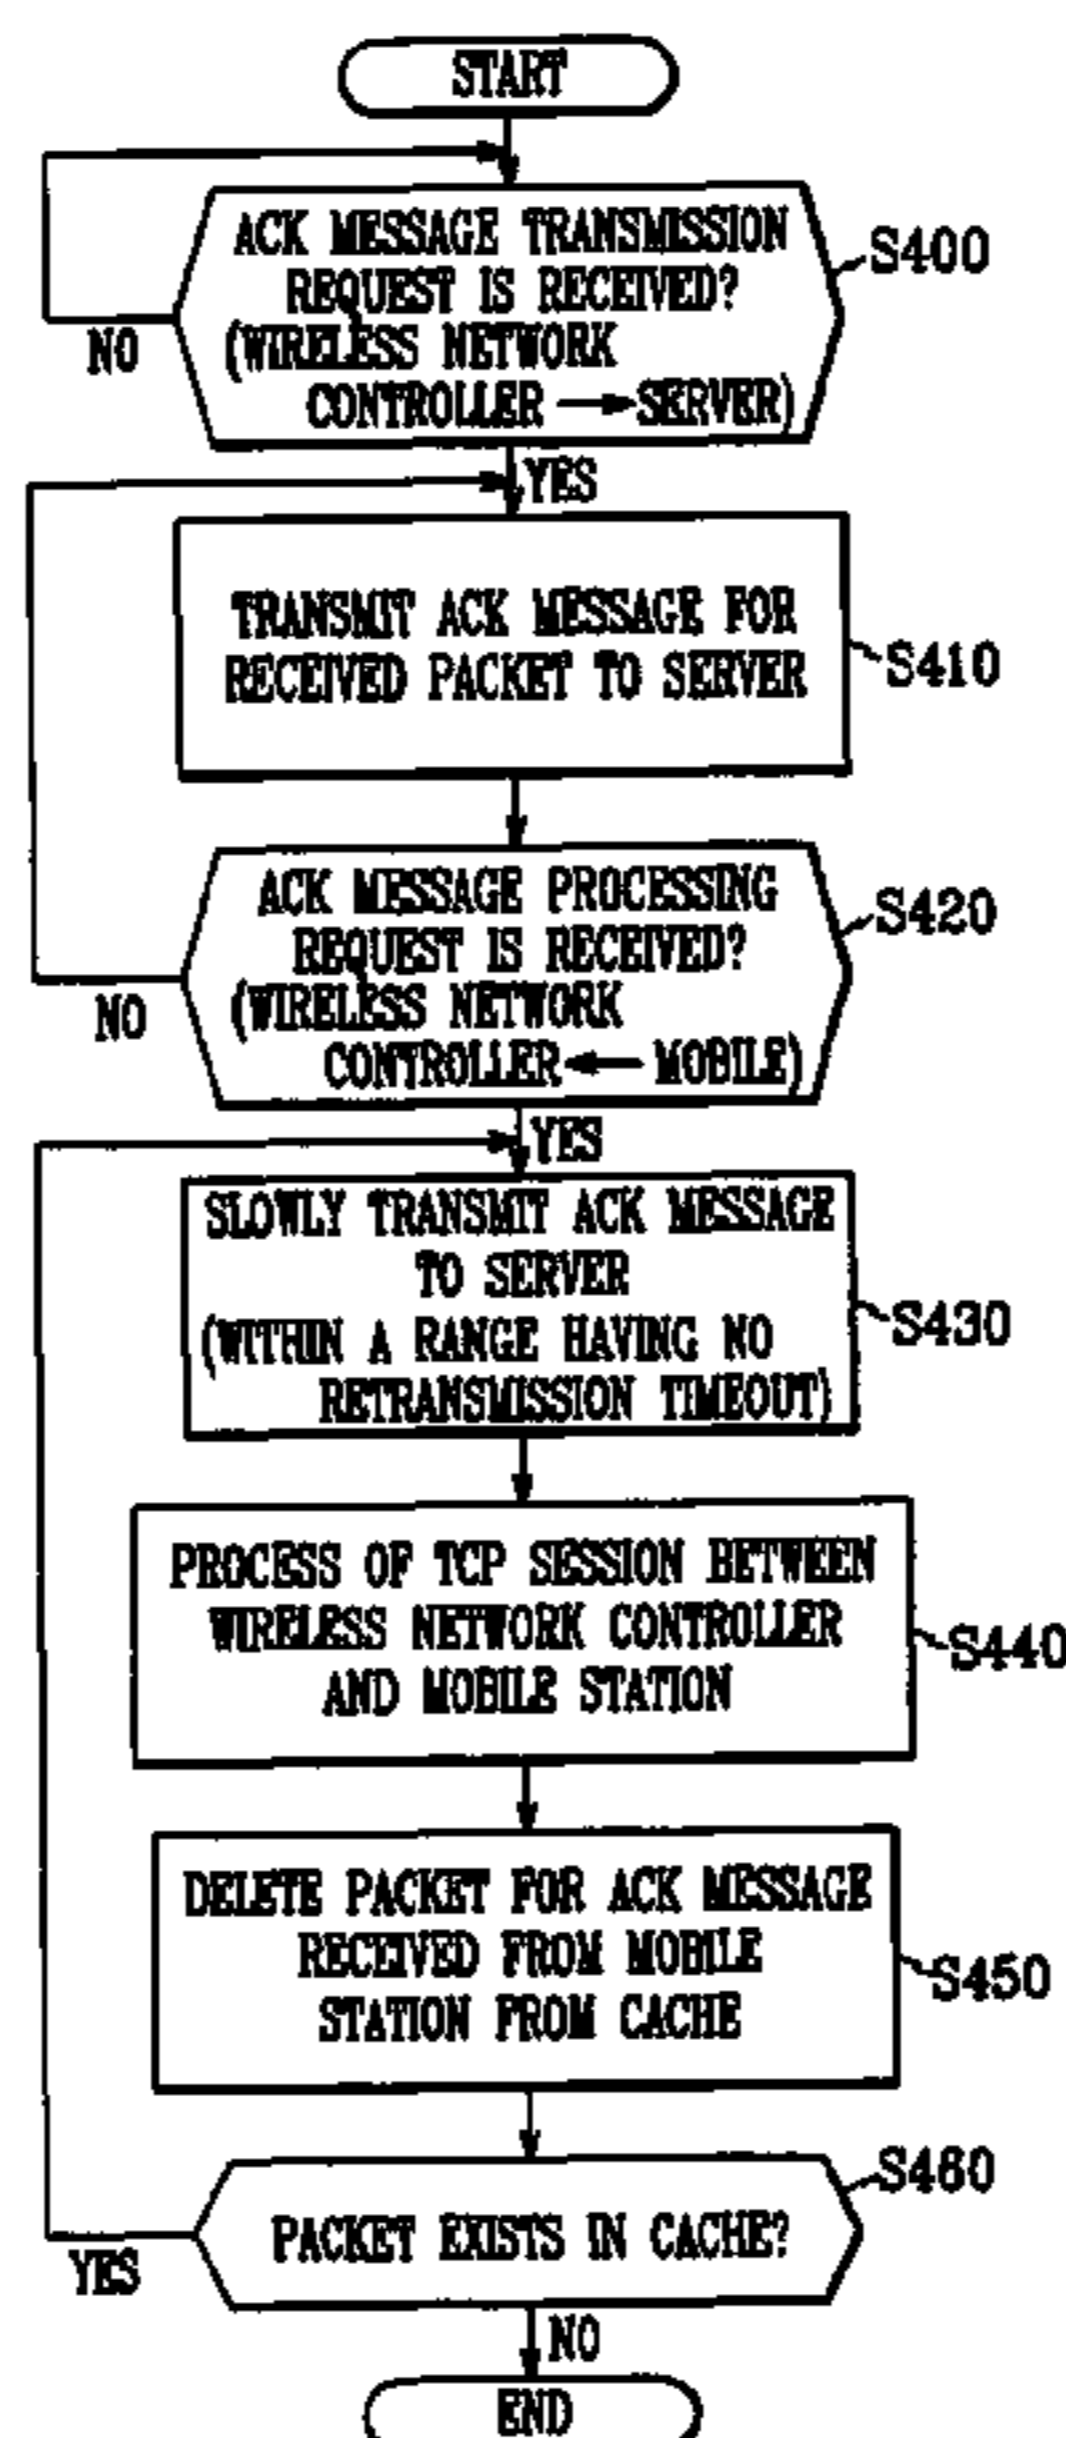 START
ACK MESSAGE TRANSMISSION
REQUEST IS RECEIVED?
(WIRELESS NETWORK
CONTROLLER → SERVER)
S400
NO
YES
TRANSMIT ACK MESSAGE FOR
RECEIVED PACKET TO SERVER
S410
ACK MESSAGE PROCESSING
REQUEST IS RECEIVED?
(WIRELESS NETWORK
CONTROLLER ← MOBILE)
S420
NO
YES
SLOWLY TRANSMIT ACK MESSAGE
TO SERVER
(WITHIN A RANGE HAVING NO
RETRANSMISSION TIMEOUT)
S430
PROCESS OF TCP SESSION BETWEEN
WIRELESS NETWORK CONTROLLER
AND MOBILE STATION
S440
DELETE PACKET FOR ACK MESSAGE
RECEIVED FROM MOBILE
STATION FROM CACHE
S450
PACKET EXISTS IN CACHE?
S460
YES
NO
END